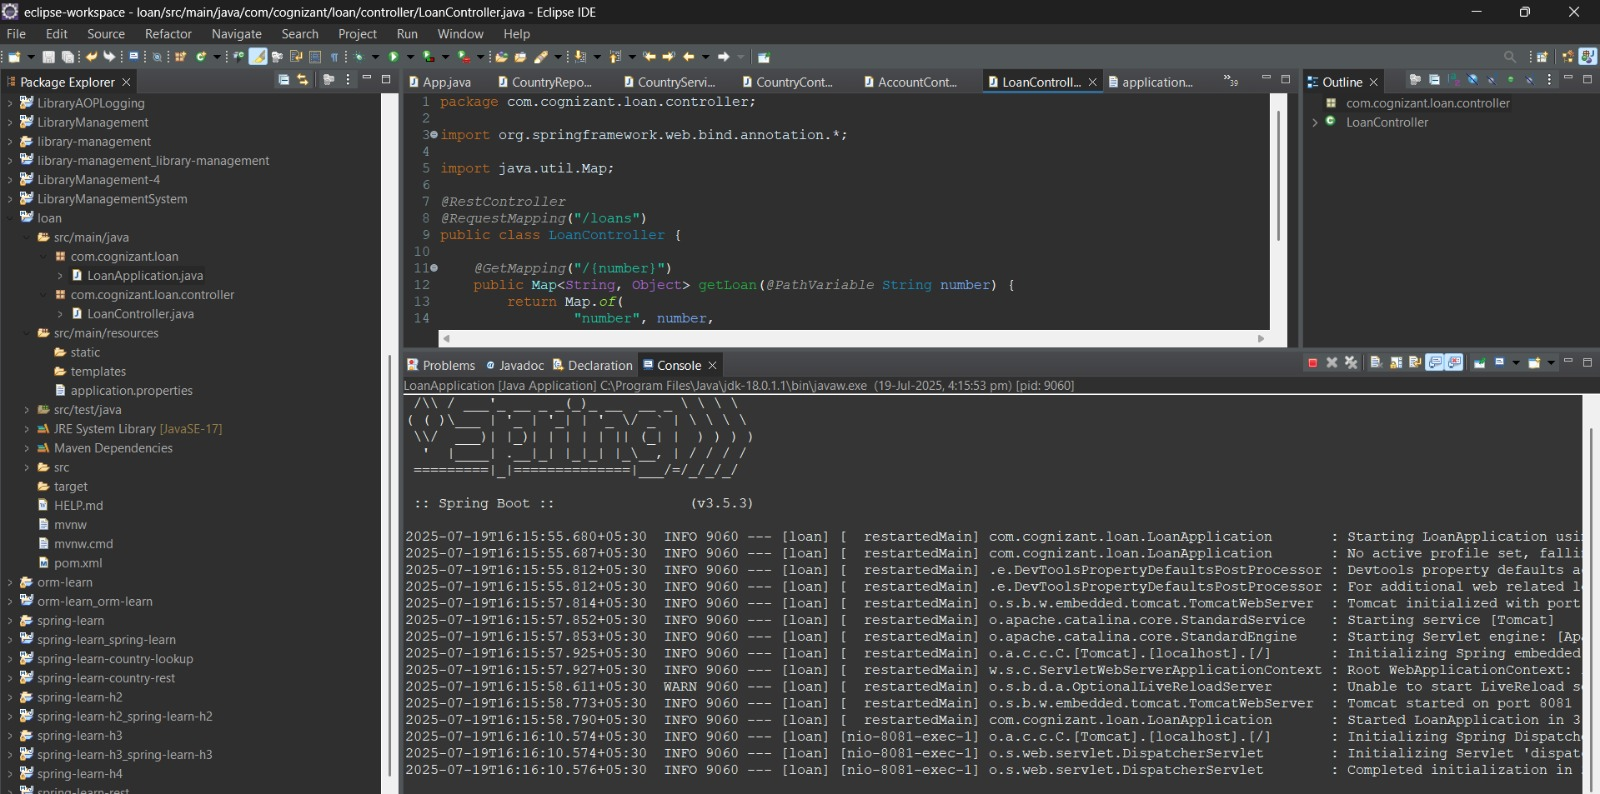 eclipse-workspace - loan/src/main/java/com/cognizant/loan/controller/LoanController.java - Eclipse IDE
File Edit Source Refactor Navigate Search Project Run Window Help
Package Explorer
LibraryAOPLogging
LibraryManagement
library-management
library-management_library-management
LibraryManagement-4
LibraryManagementSystem
loan
src/main/java
com.cognizant.loan
LoanApplication.java
com.cognizant.loan.controller
LoanController.java
src/main/resources
static
templates
application.properties
src/test/java
JRE System Library [JavaSE-17]
Maven Dependencies
src
target
HELP.md
mvnw
mvnw.cmd
pom.xml
orm-learn
orm-learn_orm-learn
spring-learn
spring-learn_spring-learn
spring-learn-country-lookup
spring-learn-country-rest
spring-learn-h2
spring-learn-h2_spring-learn-h2
spring-learn-h3
spring-learn-h3_spring-learn-h3
spring-learn-h4
spring-learn-rest
App.java CountryRepo... CountryServi... CountryCont... AccountCont... LoanControll... application... »39
1 package com.cognizant.loan.controller;
2
3 import org.springframework.web.bind.annotation.*;
4
5 import java.util.Map;
6
7 @RestController
8 @RequestMapping("/loans")
9 public class LoanController {
10
11 @GetMapping("/{number}")
12 public Map<String, Object> getLoan(@PathVariable String number) {
13 return Map.of(
14 "number", number,
Outline
com.cognizant.loan.controller
LoanController
Problems Javadoc Declaration Console
LoanApplication [Java Application] C:\Program Files\Java\jdk-18.0.1.1\bin\javaw.exe (19-Jul-2025, 4:15:53 pm) [pid: 9060]
Spring
:: Spring Boot :: (v3.5.3)
2025-07-19T16:15:55.680+05:30 INFO 9060 --- [loan] [ restartedMain] com.cognizant.loan.LoanApplication : Starting LoanApplication usi
2025-07-19T16:15:55.687+05:30 INFO 9060 --- [loan] [ restartedMain] com.cognizant.loan.LoanApplication : No active profile set, falli
2025-07-19T16:15:55.812+05:30 INFO 9060 --- [loan] [ restartedMain] .e.DevToolsPropertyDefaultsPostProcessor : Devtools property defaults a
2025-07-19T16:15:55.812+05:30 INFO 9060 --- [loan] [ restartedMain] .e.DevToolsPropertyDefaultsPostProcessor : For additional web related l
2025-07-19T16:15:57.814+05:30 INFO 9060 --- [loan] [ restartedMain] o.s.b.w.embedded.tomcat.TomcatWebServer : Tomcat initialized with port
2025-07-19T16:15:57.852+05:30 INFO 9060 --- [loan] [ restartedMain] o.apache.catalina.core.StandardService : Starting service [Tomcat]
2025-07-19T16:15:57.853+05:30 INFO 9060 --- [loan] [ restartedMain] o.apache.catalina.core.StandardEngine : Starting Servlet engine: [Ap
2025-07-19T16:15:57.925+05:30 INFO 9060 --- [loan] [ restartedMain] o.a.c.c.C.[Tomcat].[localhost].[/] : Initializing Spring embedded
2025-07-19T16:15:57.927+05:30 INFO 9060 --- [loan] [ restartedMain] w.s.c.ServletWebServerApplicationContext : Root WebApplicationContext:
2025-07-19T16:15:58.611+05:30 WARN 9060 --- [loan] [ restartedMain] o.s.b.d.a.OptionalLiveReloadServer : Unable to start LiveReload s
2025-07-19T16:15:58.773+05:30 INFO 9060 --- [loan] [ restartedMain] o.s.b.w.embedded.tomcat.TomcatWebServer : Tomcat started on port 8081
2025-07-19T16:15:58.790+05:30 INFO 9060 --- [loan] [ restartedMain] com.cognizant.loan.LoanApplication : Started LoanApplication in 3
2025-07-19T16:16:10.574+05:30 INFO 9060 --- [loan] [nio-8081-exec-1] o.a.c.c.C.[Tomcat].[localhost].[/] : Initializing Spring Dispatch
2025-07-19T16:16:10.574+05:30 INFO 9060 --- [loan] [nio-8081-exec-1] o.s.web.servlet.DispatcherServlet : Initializing Servlet 'dispat
2025-07-19T16:16:10.576+05:30 INFO 9060 --- [loan] [nio-8081-exec-1] o.s.web.servlet.DispatcherServlet : Completed initialization in